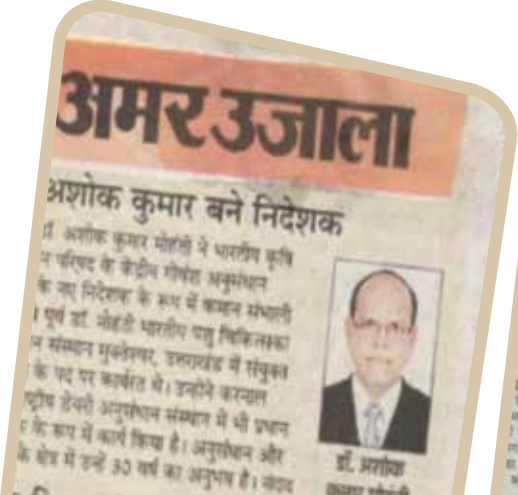 अमर उजाला
अशोक कुमार बने निदेशक
डॉ. अशोक कुमार मोहंती ने भारतीय कृषि
परिषद के केंद्रीय गोवंश अनुसंधान
के नए निदेशक के रूप में कमान संभाली
पूर्व डॉ. मोहंती भारतीय पशु चिकित्सा
संस्थान मुक्तेश्वर, उत्तराखंड में संयुक्त
के पद पर कार्यरत थे। उन्होंने करनाल
राष्ट्रीय डेयरी अनुसंधान संस्थान में भी प्रधान
के रूप में कार्य किया है। अनुसंधान और
के क्षेत्र में उन्हें 30 वर्ष का अनुभव है।
डॉ. अशोक
कुमार मोहंती